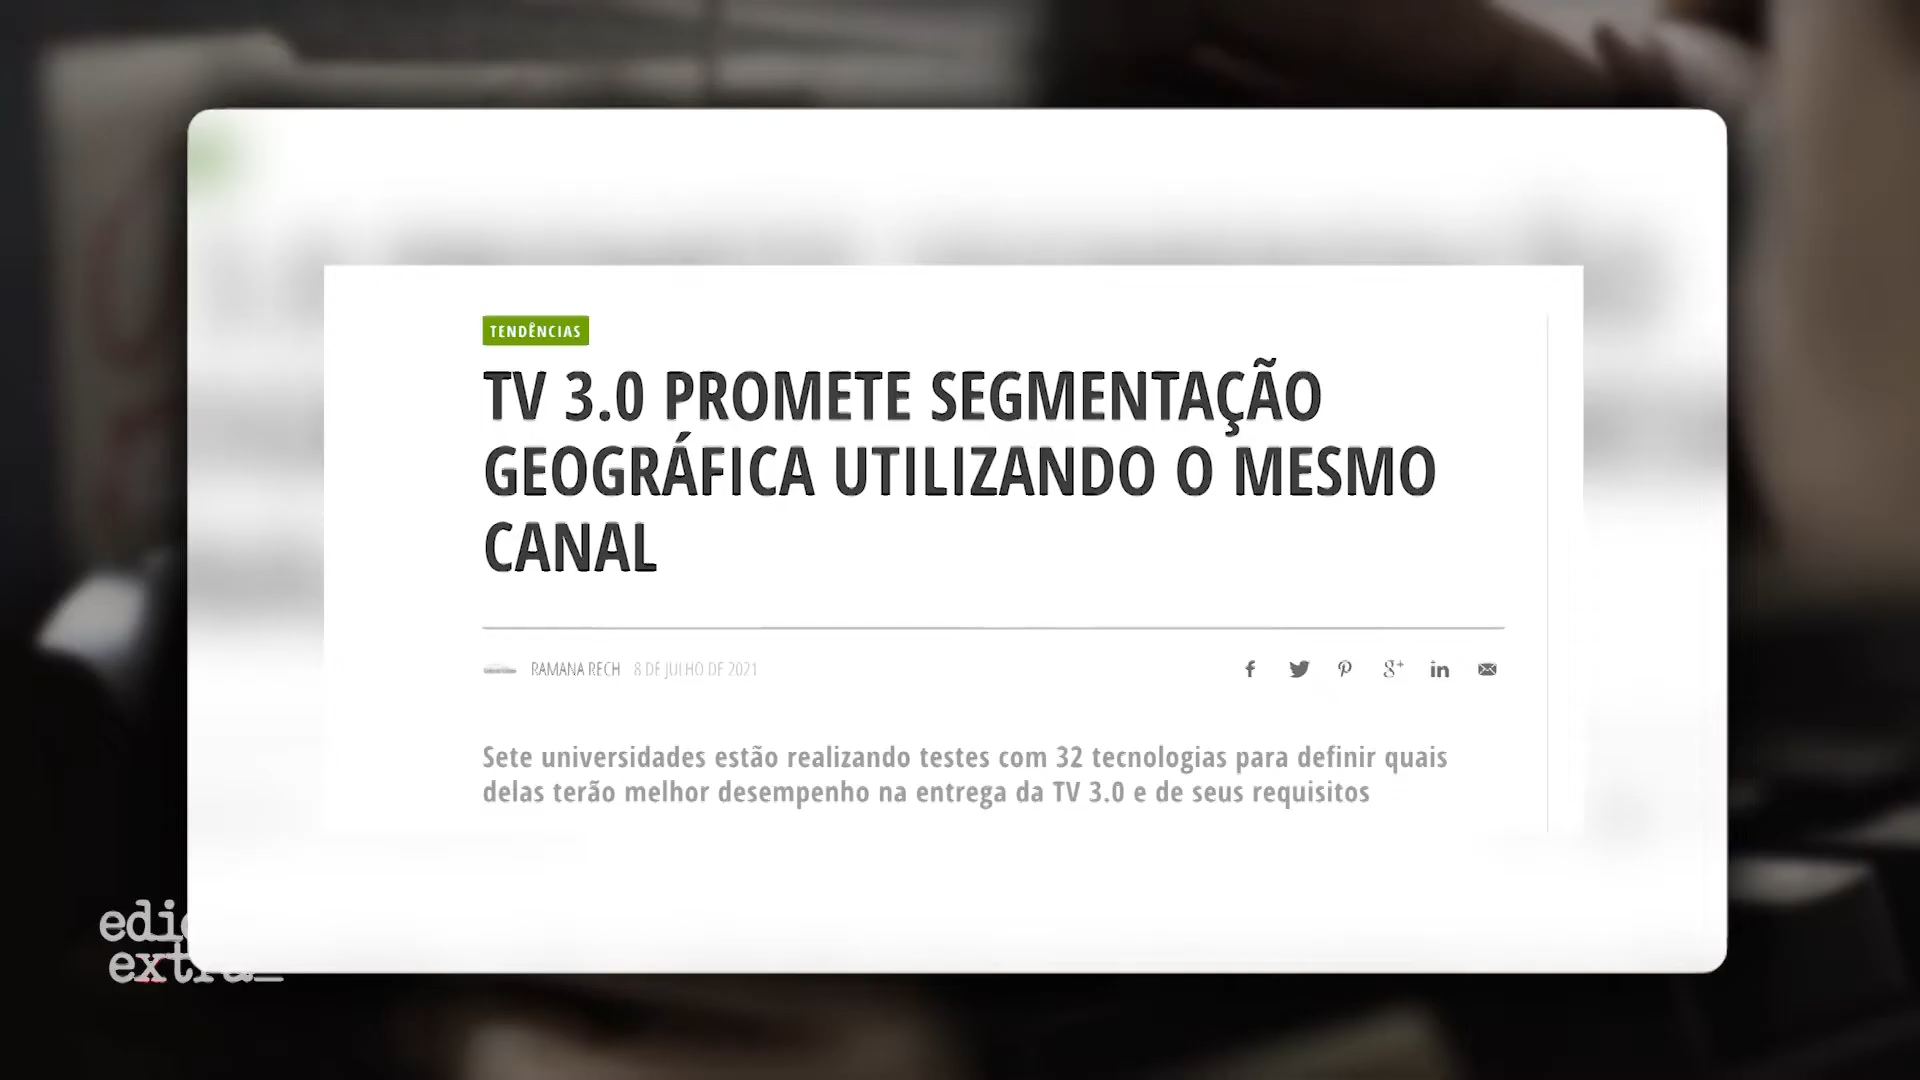 TENDÊNCIAS
TV 3.0 PROMETE SEGMENTAÇÃO
GEOGRÁFICA UTILIZANDO O MESMO
CANAL
RAMANA RECH 8 DE JULHO DE 2021
Sete universidades estão realizando testes com 32 tecnologias para definir quais
delas terão melhor desempenho na entrega da TV 3.0 e de seus requisitos
extra_